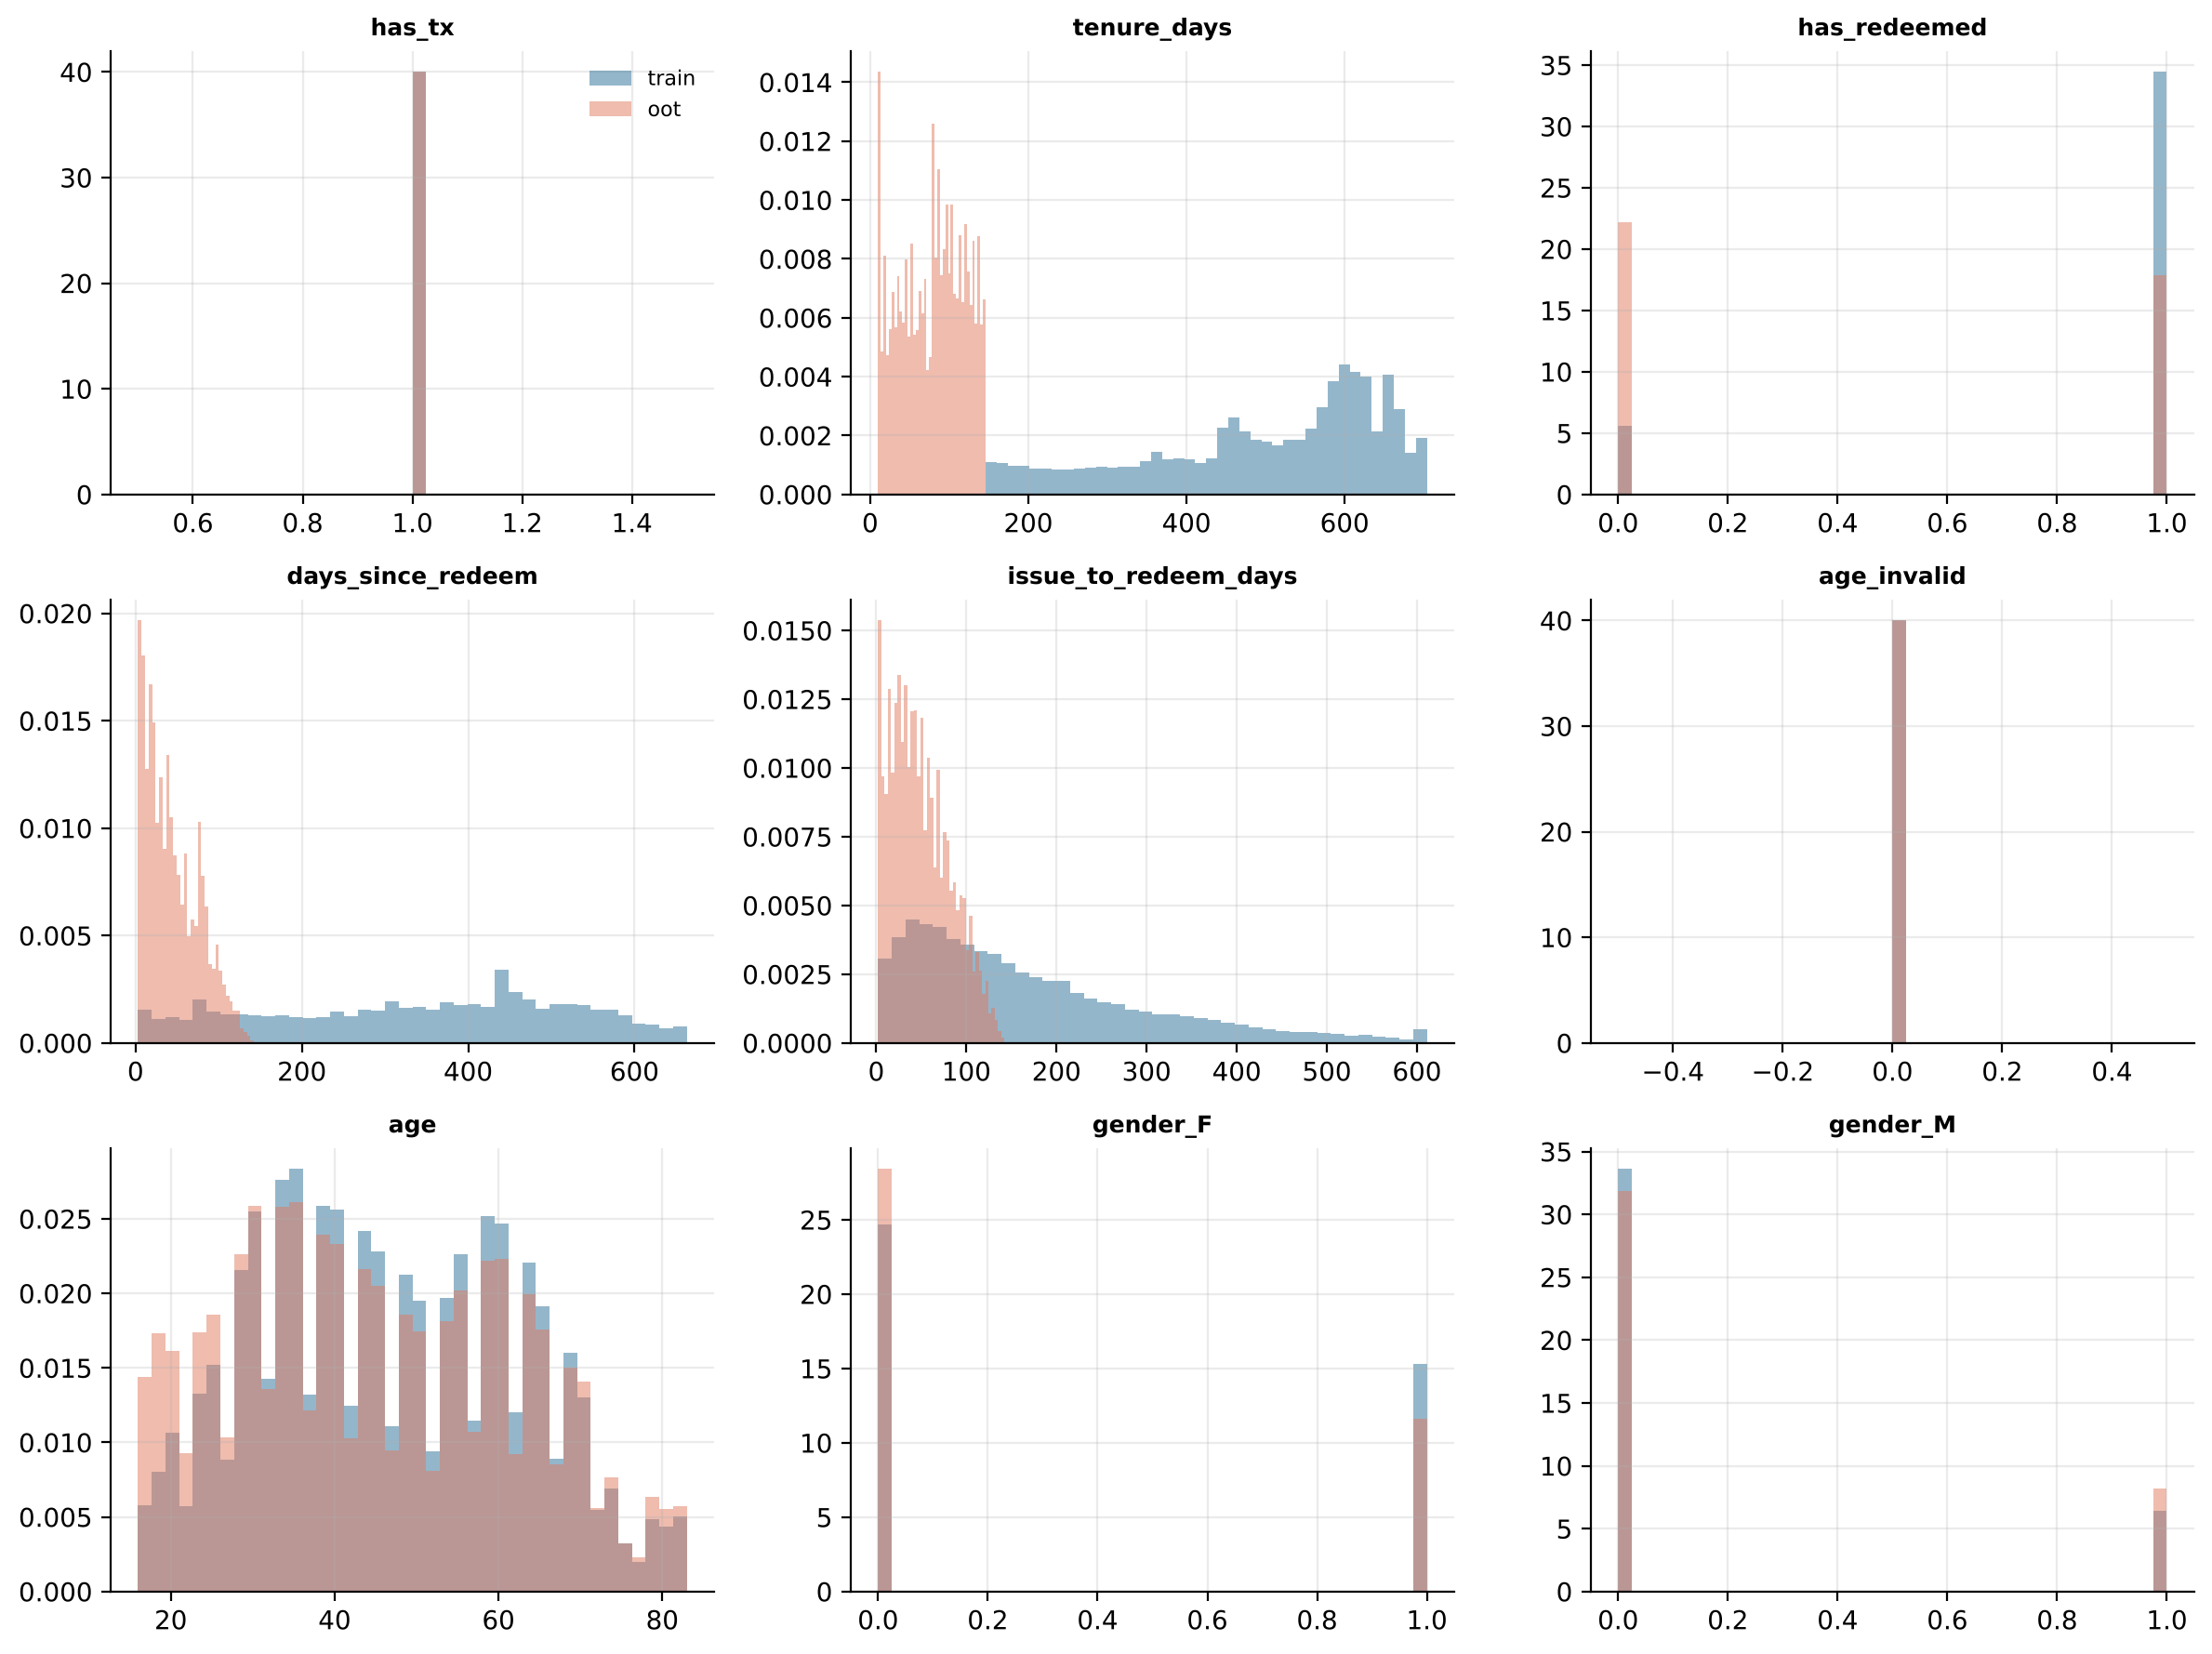 has_tx
40
30
20
10
0
0.6 0.8 1.0 1.2 1.4
train
oot
tenure_days
0.014
0.012
0.010
0.008
0.006
0.004
0.002
0.000
0 200 400 600
has_redeemed
35
30
25
20
15
10
5
0
0.0 0.2 0.4 0.6 0.8 1.0
days_since_redeem
0.020
0.015
0.010
0.005
0.000
0 200 400 600
issue_to_redeem_days
0.0150
0.0125
0.0100
0.0075
0.0050
0.0025
0.0000
0 100 200 300 400 500 600
age_invalid
40
30
20
10
0
−0.4 −0.2 0.0 0.2 0.4
age
0.025
0.020
0.015
0.010
0.005
0.000
20 40 60 80
gender_F
25
20
15
10
5
0
0.0 0.2 0.4 0.6 0.8 1.0
gender_M
35
30
25
20
15
10
5
0
0.0 0.2 0.4 0.6 0.8 1.0